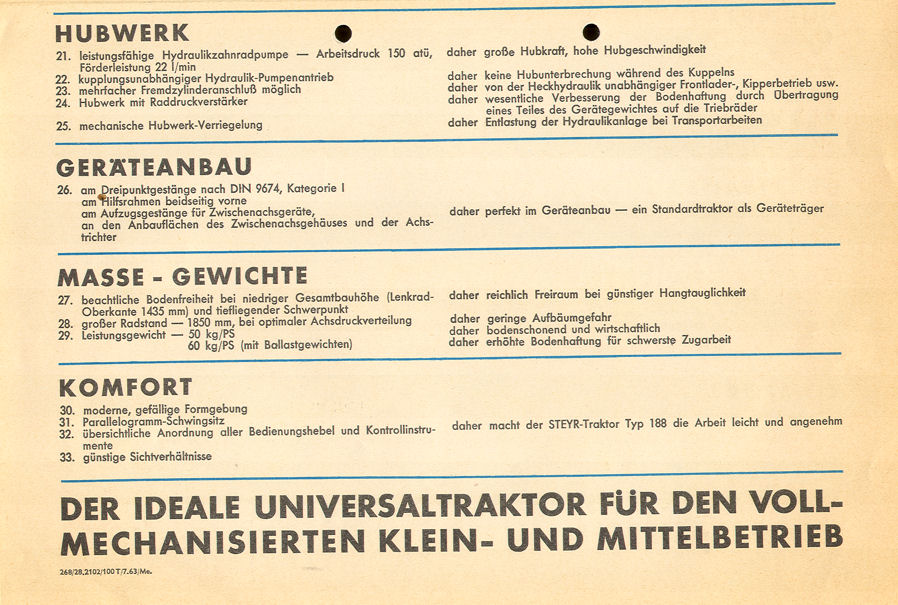 HUBWERK
21. leistungsfähige Hydraulikzahnradpumpe — Arbeitsdruck 150 atü, daher große Hubkraft, hohe Hubgeschwindigkeit
Förderleistung 22 l/min
22. kupplungsunabhängiger Hydraulik-Pumpenantrieb daher keine Hubunterbrechung während des Kuppelns
23. mehrfacher Fremdzylinderanschluß möglich daher von der Heckhydraulik unabhängiger Frontlader-, Kipperbetrieb usw.
24. Hubwerk mit Raddruckverstärker daher wesentliche Verbesserung der Bodenhaftung durch Übertragung
eines Teiles des Gerätegewichtes auf die Triebräder
25. mechanische Hubwerk-Verriegelung daher Entlastung der Hydraulikanlage bei Transportarbeiten
GERÄTEANBAU
26. am Dreipunktgestänge nach DIN 9674, Kategorie I
am Hilfsrahmen beidseitig vorne
am Aufzugsgestänge für Zwischenachsgeräte, daher perfekt im Geräteanbau — ein Standardtraktor als Geräteträger
an den Anbauflächen des Zwischenachsgehäuses und der Achs-
trichter
MASSE - GEWICHTE
27. beachtliche Bodenfreiheit bei niedriger Gesamtbauhöhe (Lenkrad- daher reichlich Freiraum bei günstiger Hangtauglichkeit
Oberkante 1435 mm) und tiefliegender Schwerpunkt
28. großer Radstand — 1850 mm, bei optimaler Achsdruckverteilung daher geringe Aufbäumgefahr
29. Leistungsgewicht — 50 kg/PS daher bodenschonend und wirtschaftlich
60 kg/PS (mit Ballastgewichten) daher erhöhte Bodenhaftung für schwerste Zugarbeit
KOMFORT
30. moderne, gefällige Formgebung
31. Parallelogramm-Schwingsitz daher macht der STEYR-Traktor Typ 188 die Arbeit leicht und angenehm
32. übersichtliche Anordnung aller Bedienungshebel und Kontrollinstru-
mente
33. günstige Sichtverhältnisse
DER IDEALE UNIVERSALTRAKTOR FÜR DEN VOLL-
MECHANISIERTEN KLEIN- UND MITTELBETRIEB
268/28.2102/100T/7.63/Me.